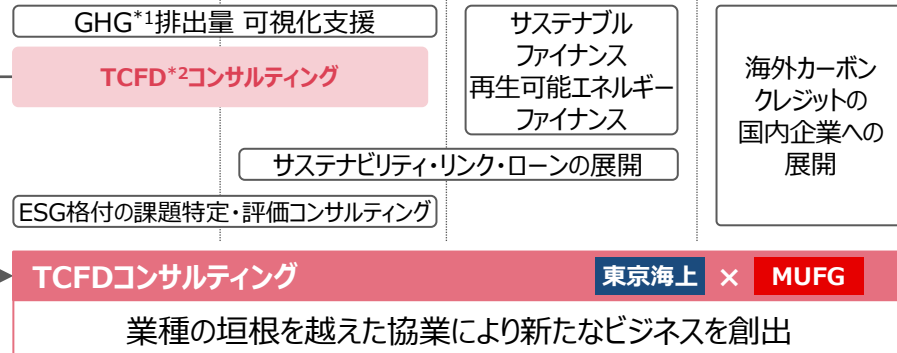 GHG*1排出量 可視化支援
TCFD*2コンサルティング
サステナブル
ファイナンス
再生可能エネルギー
ファイナンス
海外カーボン
クレジットの
国内企業への
展開
サステナビリティ・リンク・ローンの展開
ESG格付の課題特定・評価コンサルティング
TCFDコンサルティング
東京海上 × MUFG
業種の垣根を越えた協業により新たなビジネスを創出